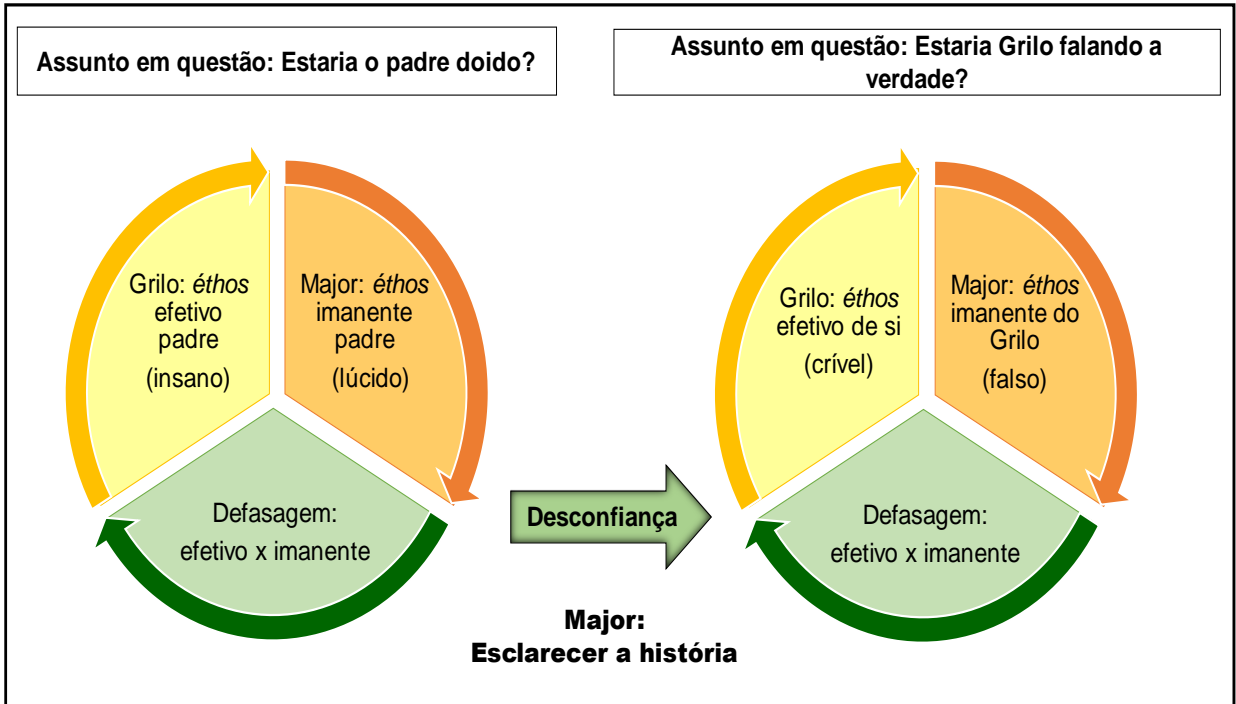 Assunto em questão: Estaria o padre doido?
Assunto em questão: Estaria Grilo falando a
verdade?
Grilo: éthos
efetivo
padre
(insano)
Major: éthos
imanente
padre
(lúcido)
Defasagem:
efetivo x imanente
Desconfiança
Major:
Esclarecer a história
Grilo: éthos
efetivo de si
(crível)
Major: éthos
imanente do
Grilo
(falso)
Defasagem:
efetivo x imanente